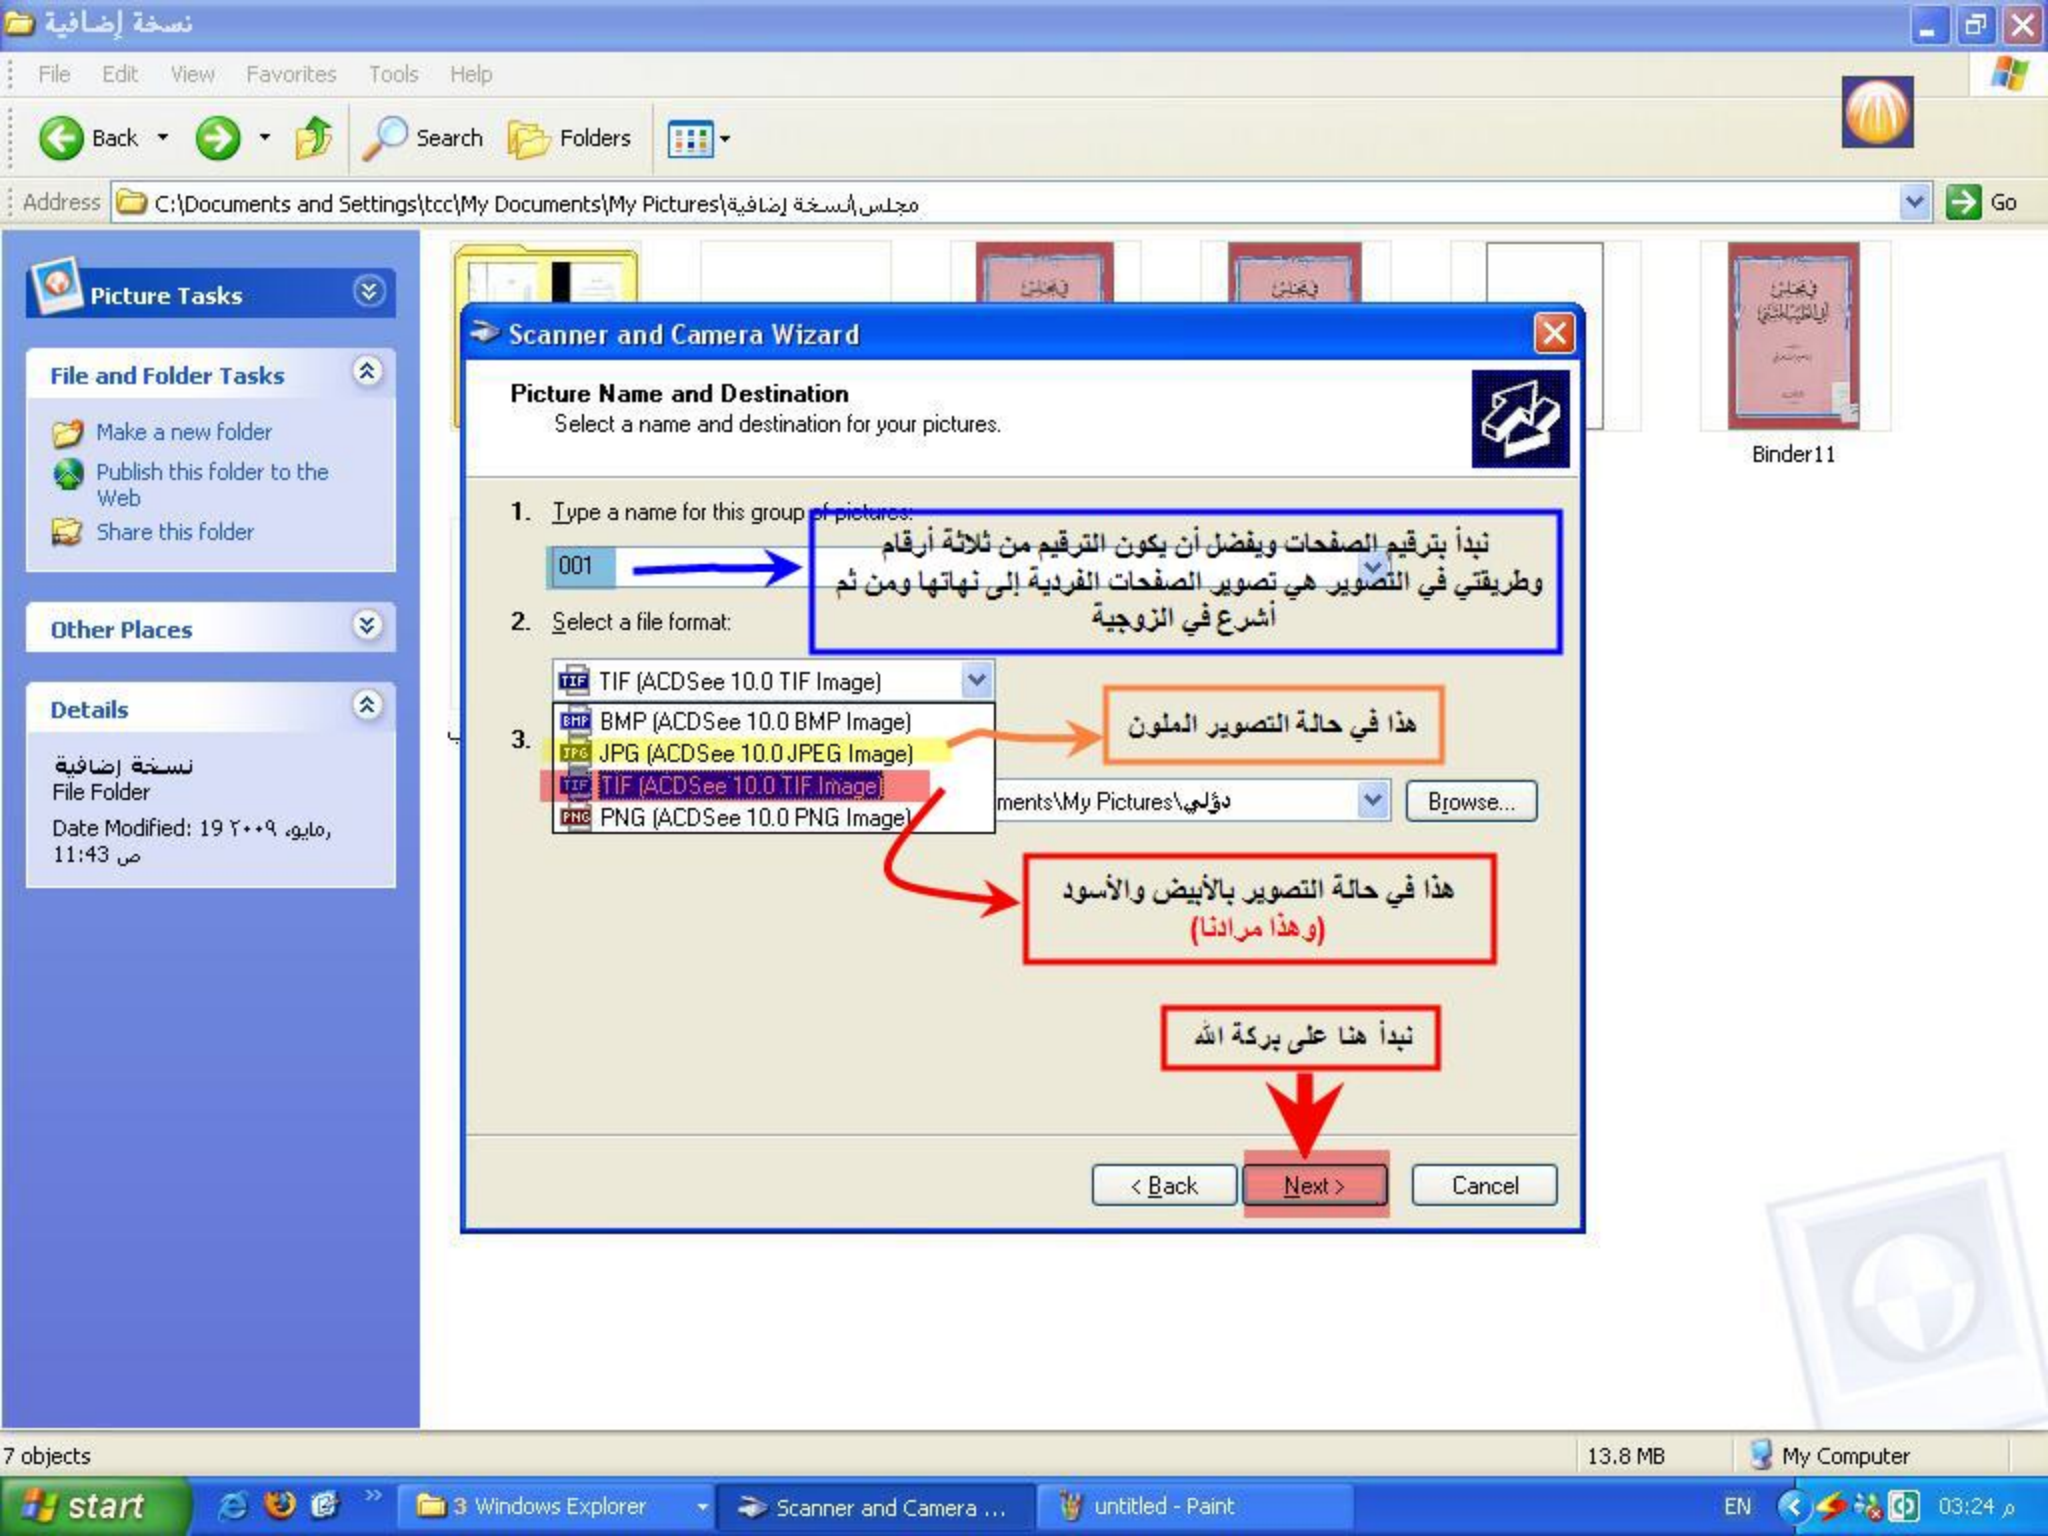 نسخة إضافية
File Edit View Favorites Tools Help
Back Search Folders
Address C:\Documents and Settings\tcc\My Documents\My Pictures\مجلس\نسخة إضافية Go
Picture Tasks
File and Folder Tasks
Make a new folder
Publish this folder to the
Web
Share this folder
Other Places
Details
نسخة إضافية
File Folder
Date Modified: 19 مايو، ٢٠٠٩,
11:43 ص
في مجلس
في مجلس
في مجلس
أبي الطيب المتنبي
Binder11
Scanner and Camera Wizard
Picture Name and Destination
Select a name and destination for your pictures.
1. Type a name for this group of pictures:
001
نبدأ بترقيم الصفحات ويفضل أن يكون الترقيم من ثلاثة أرقام
وطريقتي في التصوير هي تصوير الصفحات الفردية إلى نهاتها ومن ثم
أشرع في الزوجية
2. Select a file format:
TIF (ACDSee 10.0 TIF Image)
BMP (ACDSee 10.0 BMP Image)
JPG (ACDSee 10.0 JPEG Image)
TIF (ACDSee 10.0 TIF Image)
PNG (ACDSee 10.0 PNG Image)
هذا في حالة التصوير الملون
3.
ments\My Pictures\دؤلي Browse...
هذا في حالة التصوير بالأبيض والأسود
(وهذا مرادنا)
نبدأ هنا على بركة الله
< Back Next > Cancel
7 objects 13.8 MB My Computer
start 3 Windows Explorer Scanner and Camera ... untitled - Paint EN 03:24 م